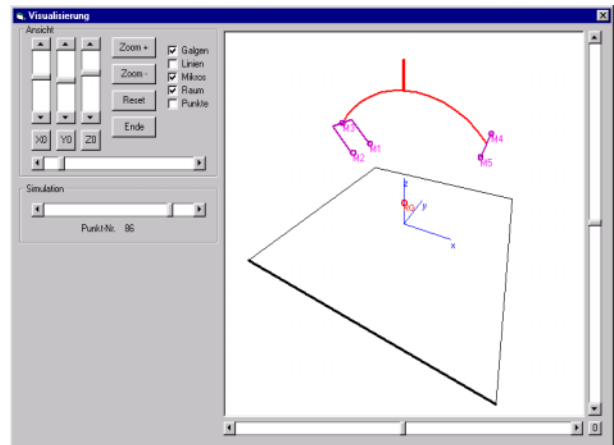 Visualisierung
Ansicht
Zoom +
Zoom -
Reset
Ende
Galgen
Linien
Mikros
Raum
Punkte
X0
Y0
Z0
Simulation
Punkt-Nr. 86
M3
M1
M2
M4
M5
z
y
x
0